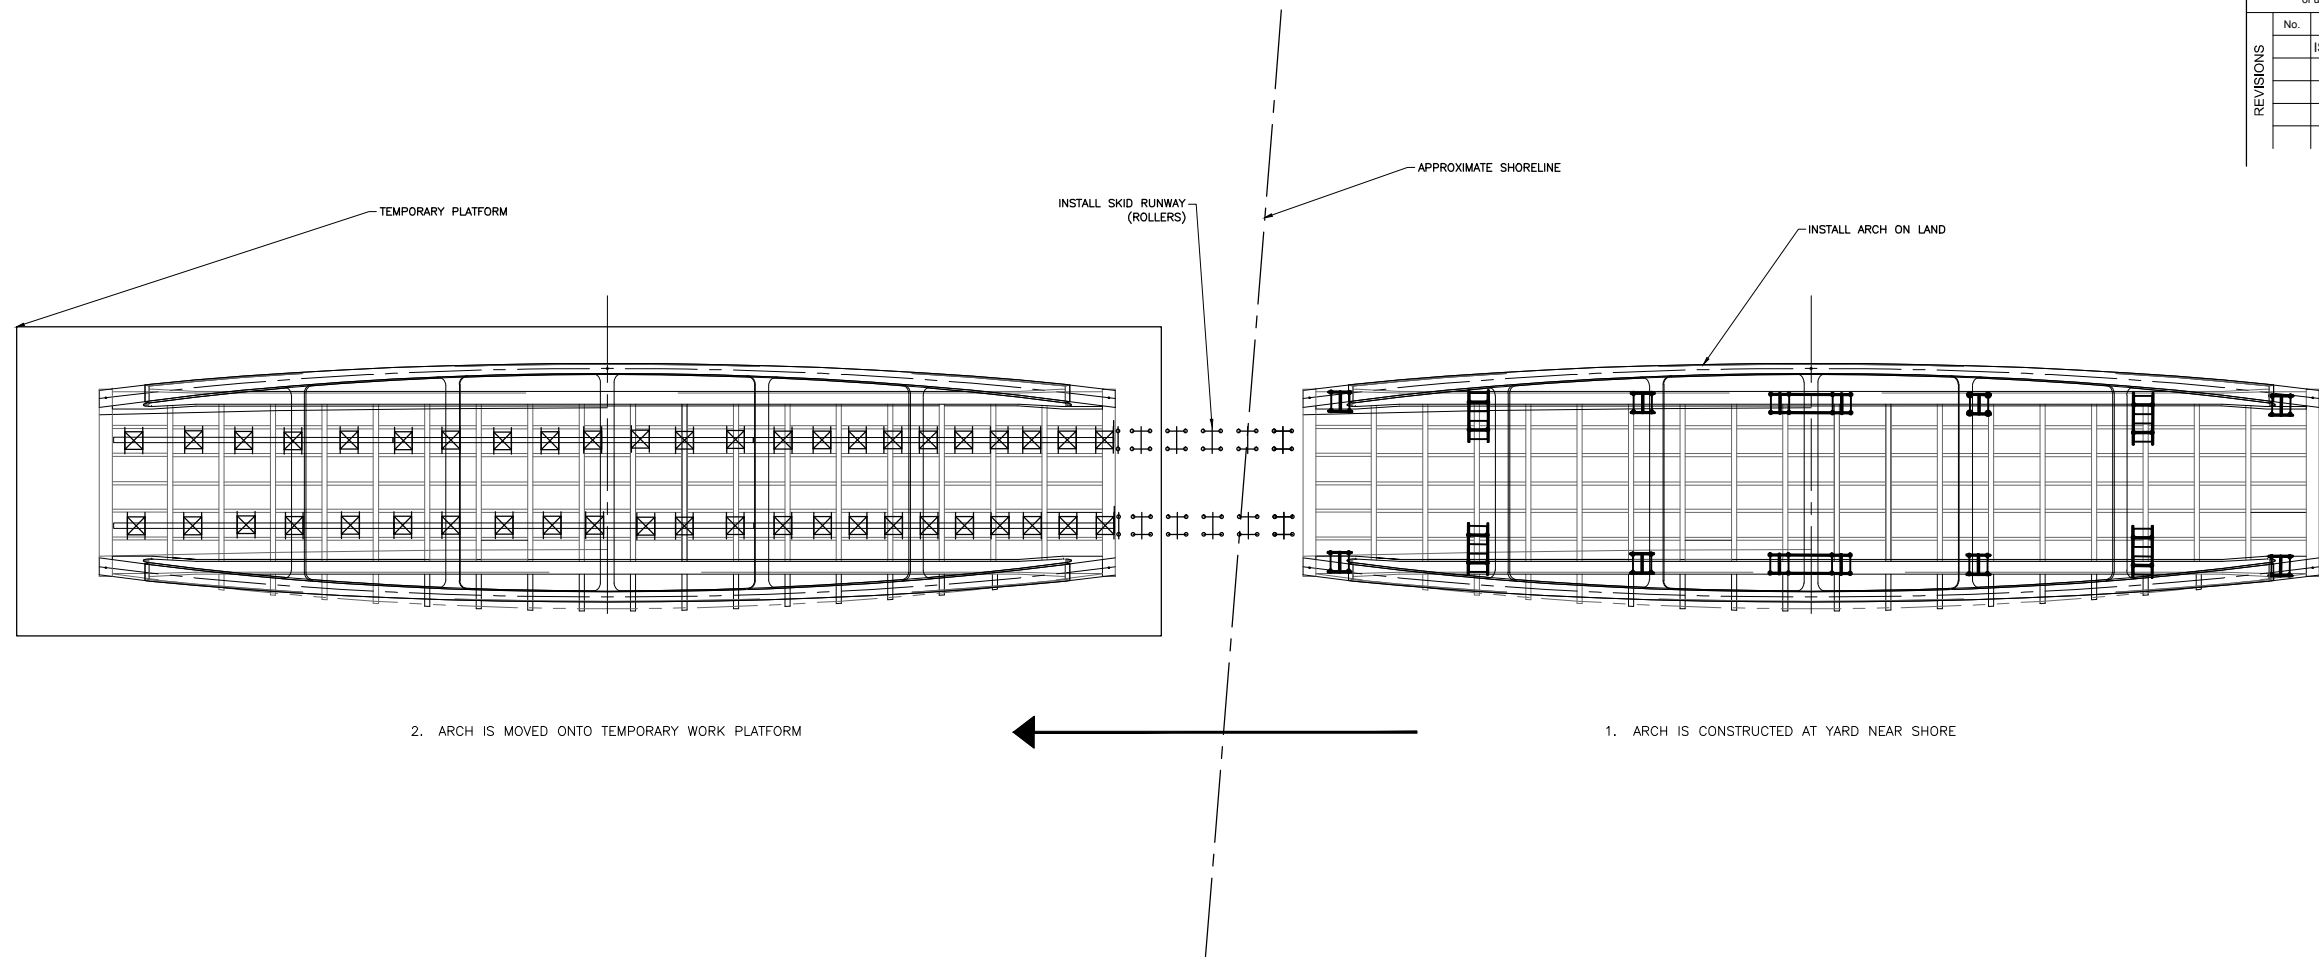 No.
REVISIONS
APPROXIMATE SHORELINE
INSTALL SKID RUNWAY
(ROLLERS)
TEMPORARY PLATFORM
INSTALL ARCH ON LAND
2. ARCH IS MOVED ONTO TEMPORARY WORK PLATFORM
1. ARCH IS CONSTRUCTED AT YARD NEAR SHORE